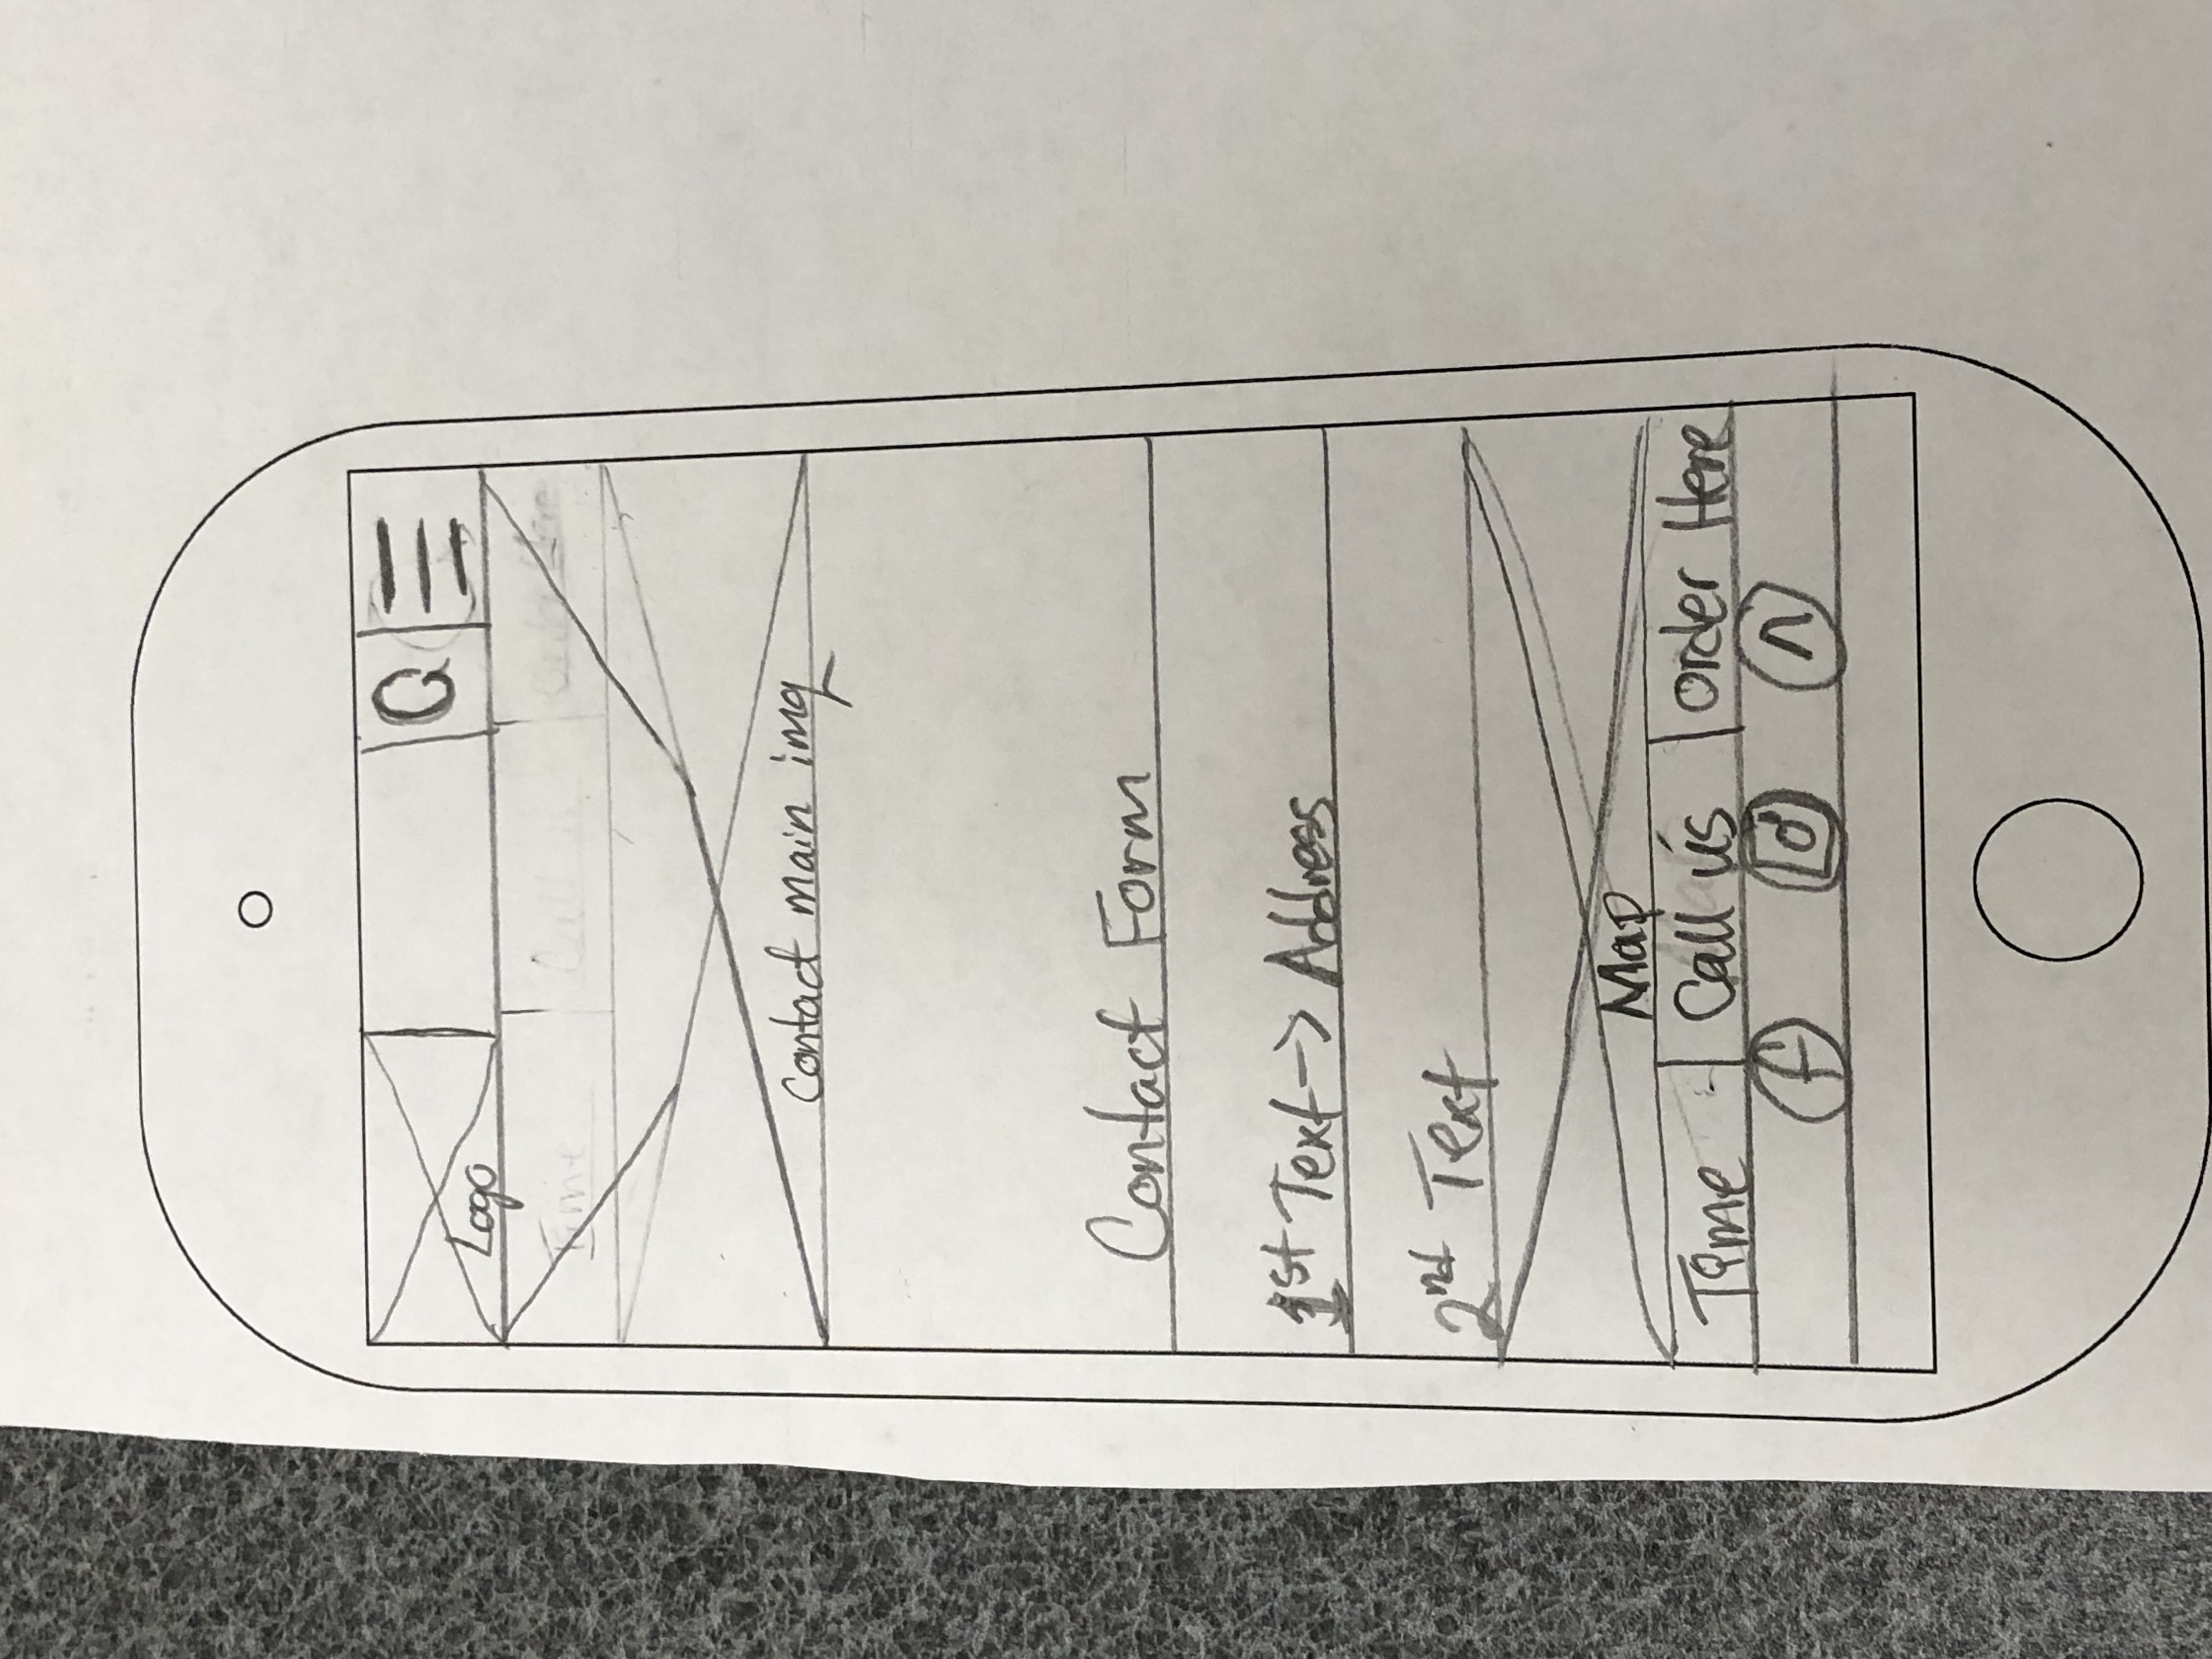 Logo
Time Call us Order Here
Contact main img
Contact Form
1st Text -> Address
2nd Text
Map
Time Call us Order Here
f